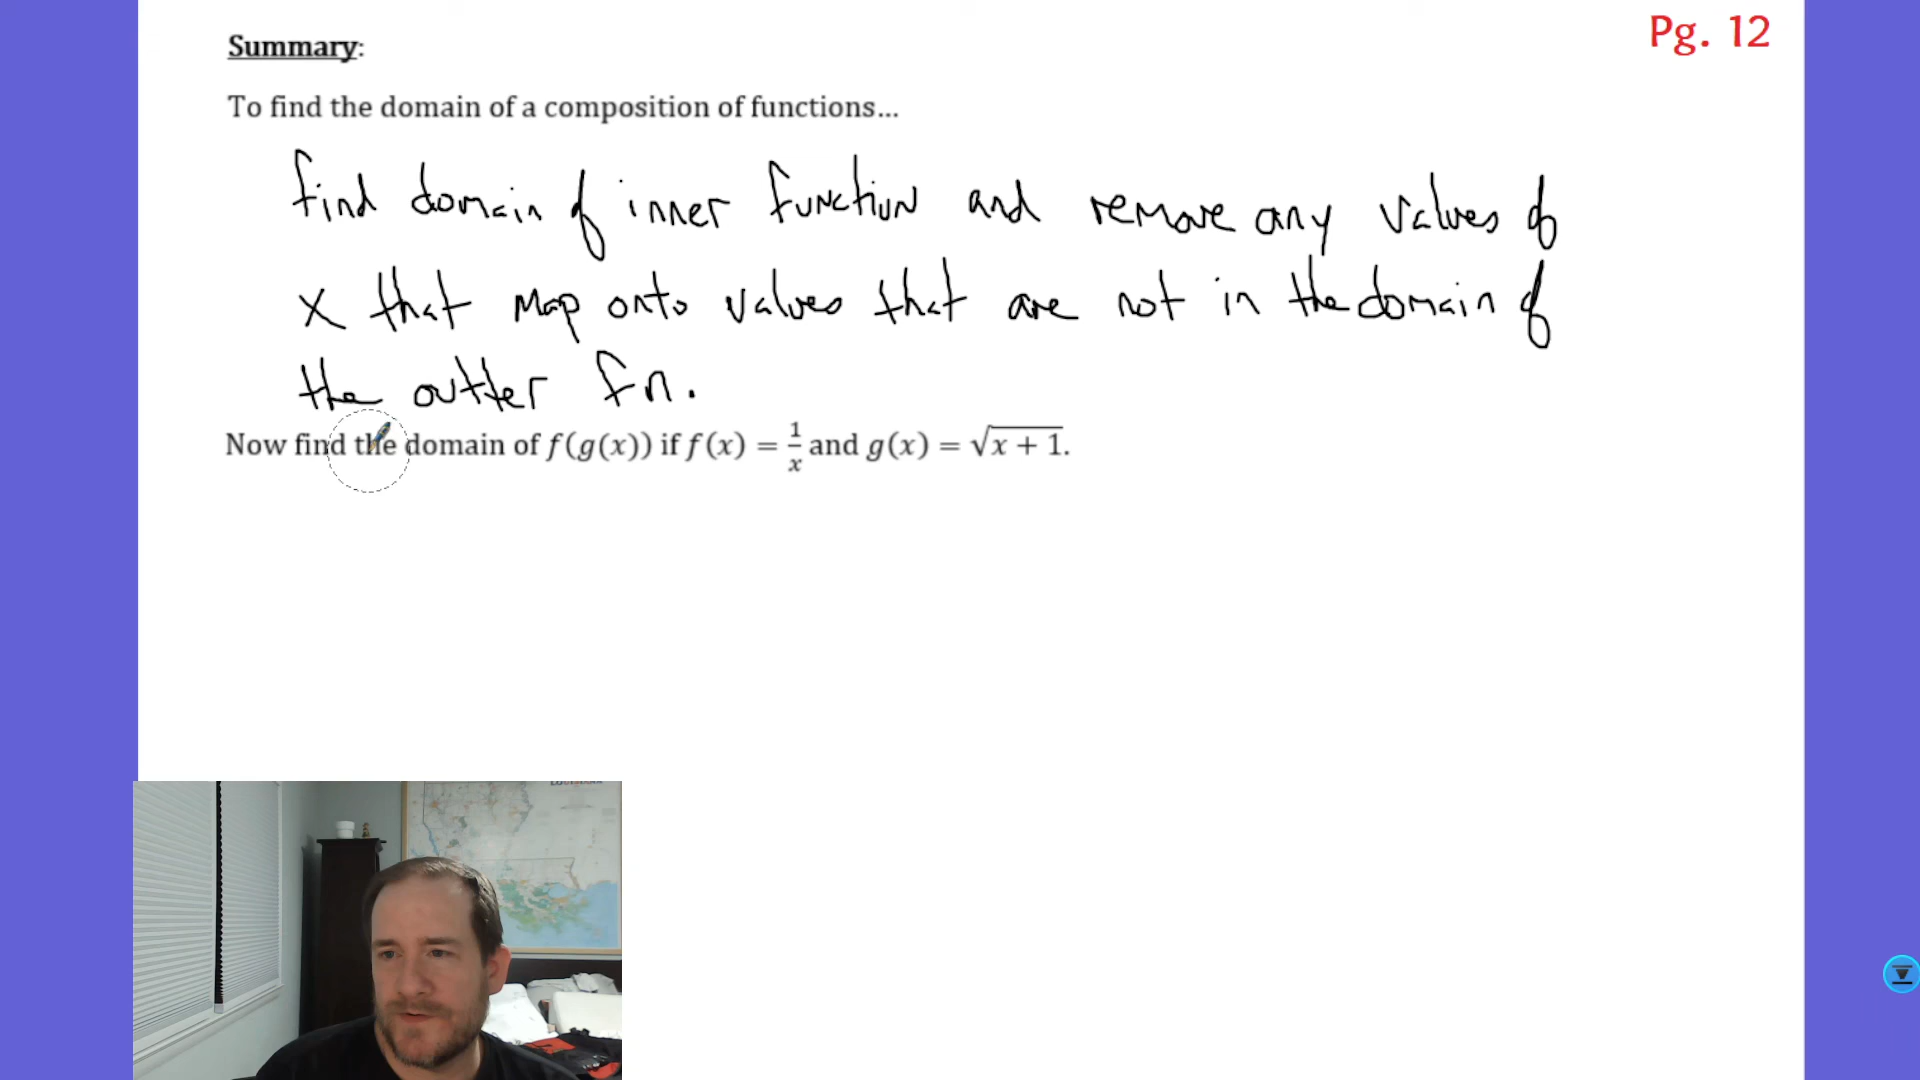 Pg. 12
Summary:
To find the domain of a composition of functions...
find domain of inner function and remove any values of
x that map onto values that are not in the domain of
the outter fn.
Now find the domain of f(g(x)) if f(x) = 1/x and g(x) = √(x + 1).